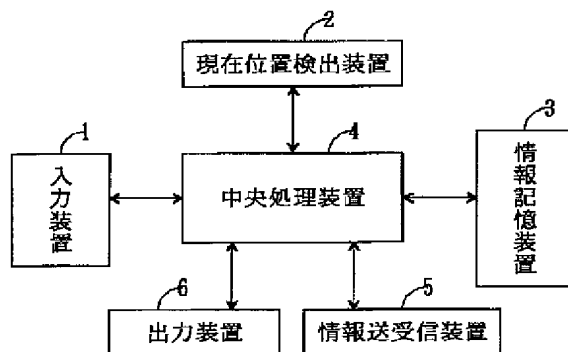 2
現在位置検出装置
1
4
3
入力装置
中央処理装置
情報記憶装置
6
5
出力装置
情報送受信装置